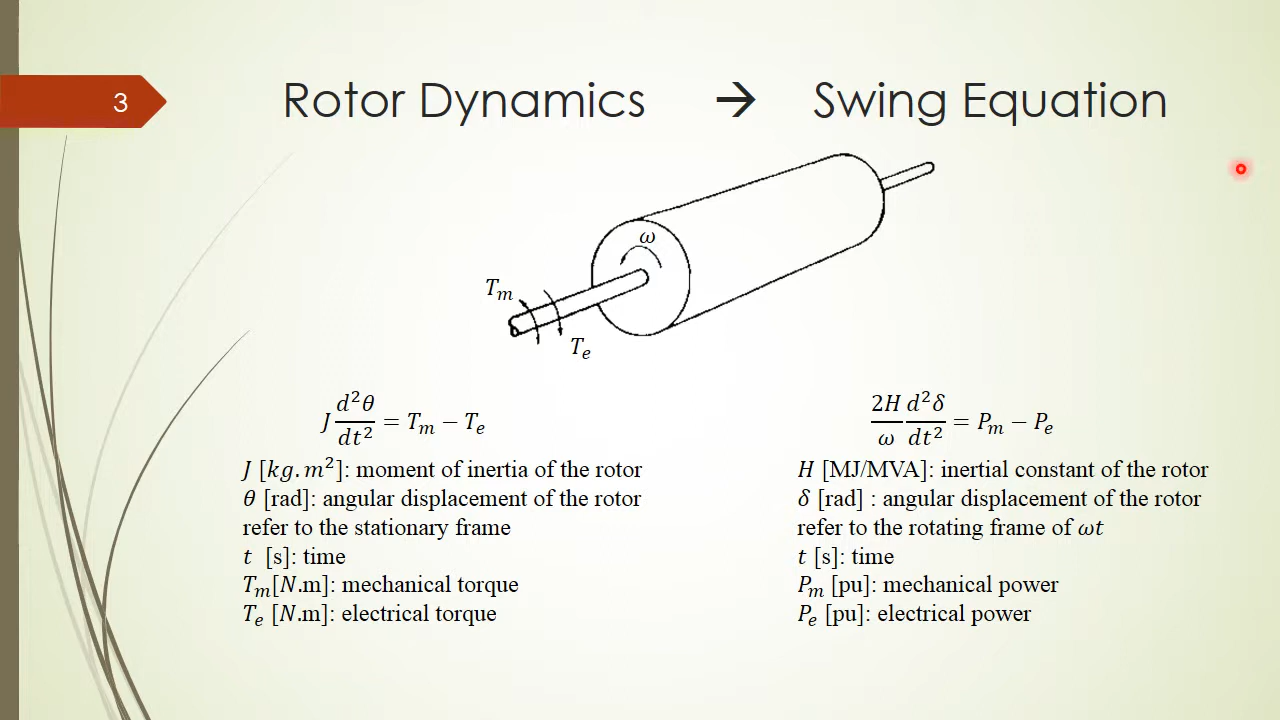 3
Rotor Dynamics → Swing Equation
ω
T_m
T_e
J d²θ/dt² = T_m − T_e
J [kg.m²]: moment of inertia of the rotor
θ [rad]: angular displacement of the rotor
refer to the stationary frame
t [s]: time
T_m[N.m]: mechanical torque
T_e [N.m]: electrical torque
2H/ω d²δ/dt² = P_m − P_e
H [MJ/MVA]: inertial constant of the rotor
δ [rad] : angular displacement of the rotor
refer to the rotating frame of ωt
t [s]: time
P_m [pu]: mechanical power
P_e [pu]: electrical power